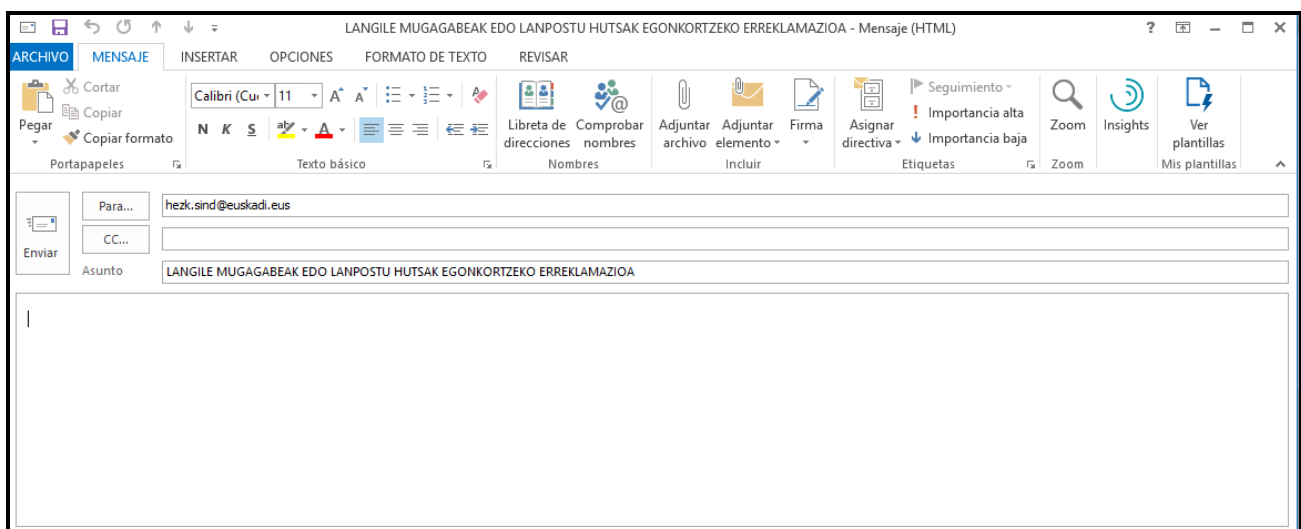 LANGILE MUGAGABEAK EDO LANPOSTU HUTSAK EGONKORTZEKO ERREKLAMAZIOA - Mensaje (HTML)
ARCHIVO MENSAJE INSERTAR OPCIONES FORMATO DE TEXTO REVISAR
Pegar
Cortar
Copiar
Copiar formato
Portapapeles
Calibri (Cu 11
N K S
Texto básico
Libreta de direcciones
Comprobar nombres
Nombres
Adjuntar archivo
Adjuntar elemento
Firma
Incluir
Asignar directiva
Seguimiento
Importancia alta
Importancia baja
Etiquetas
Zoom
Zoom
Insights
Ver plantillas
Mis plantillas
Enviar
Para... hezk.sind@euskadi.eus
CC...
Asunto LANGILE MUGAGABEAK EDO LANPOSTU HUTSAK EGONKORTZEKO ERREKLAMAZIOA